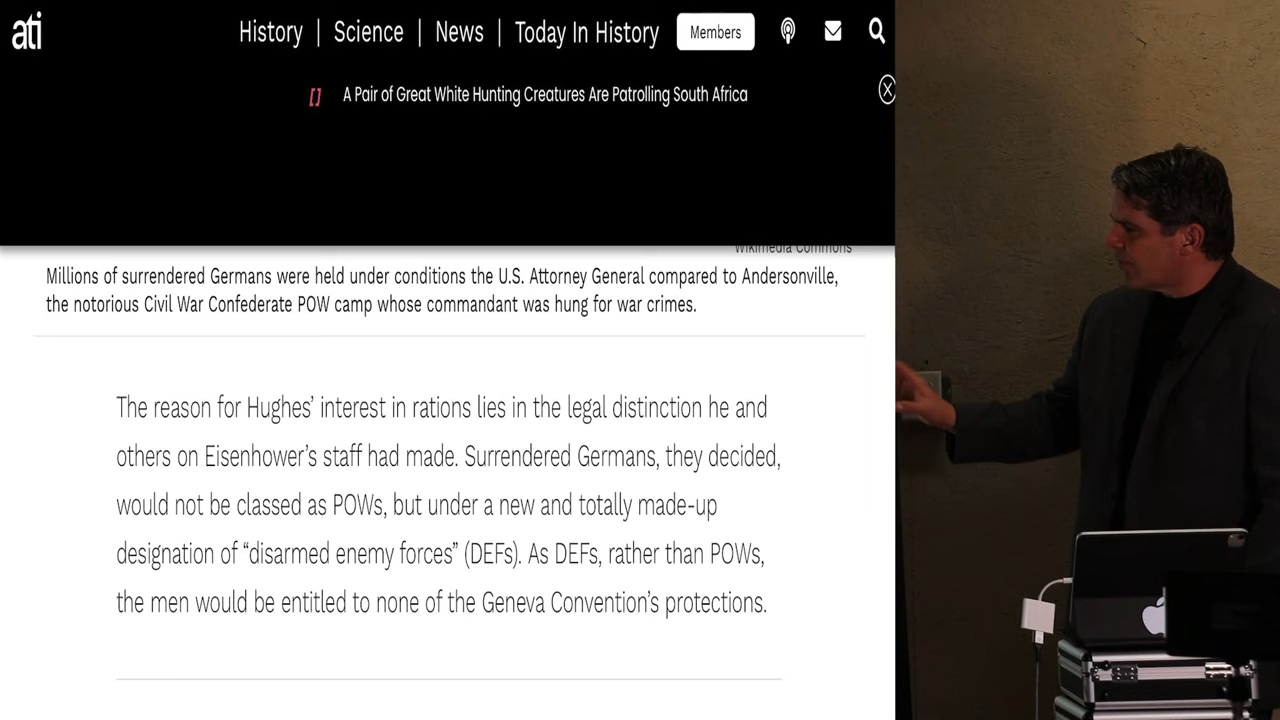 ati
History | Science | News | Today In History
Members
[ ] A Pair of Great White Hunting Creatures Are Patrolling South Africa
Wikimedia Commons
Millions of surrendered Germans were held under conditions the U.S. Attorney General compared to Andersonville,
the notorious Civil War Confederate POW camp whose commandant was hung for war crimes.
The reason for Hughes’ interest in rations lies in the legal distinction he and
others on Eisenhower’s staff had made. Surrendered Germans, they decided,
would not be classed as POWs, but under a new and totally made-up
designation of “disarmed enemy forces” (DEFs). As DEFs, rather than POWs,
the men would be entitled to none of the Geneva Convention’s protections.